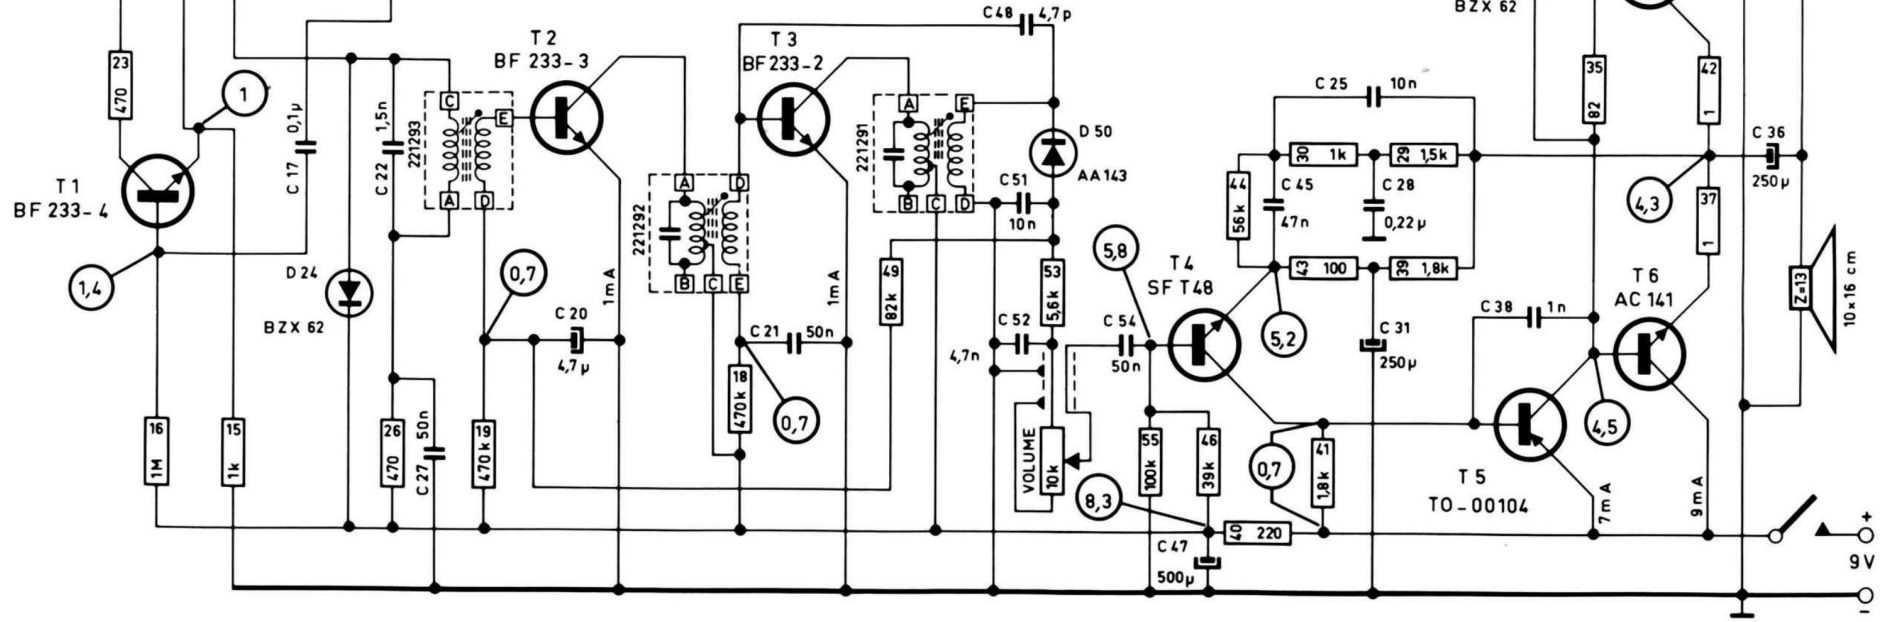 23
470
1
T1
BF 233-4
1,4
C 17 0,1µ
D 24
BZX 62
C 22 1,5n
221293
C
E
A
D
T 2
BF 233-3
0,7
C 20
4,7µ
1mA
16
1M
15
1k
26
470
C 27 50n
19
470k
221292
A
D
B
C
E
T 3
BF 233-2
C 21 50n
0,7
18
470k
1mA
C48 4,7p
221291
A
E
B
C
D
D 50
AA 143
C 51
10n
49
82k
53
5,6k
C 52
4,7n
VOLUME
10k
5,8
C 54
50n
T4
SF T48
55
100k
46
39k
8,3
C 47
500µ
40 220
C 25 10n
30 1k
29 1,5k
44
56k
C 45
47n
C 28
0,22µ
43 100
39 1,8k
5,2
C 31
250µ
0,7
41
1,8k
C38 1n
T 5
TO-00104
7mA
BZX 62
35
82
42
1
4,3
37
1
T 6
AC 141
4,5
9mA
C 36
250µ
Z=13
10 x 16 cm
+
9V
-